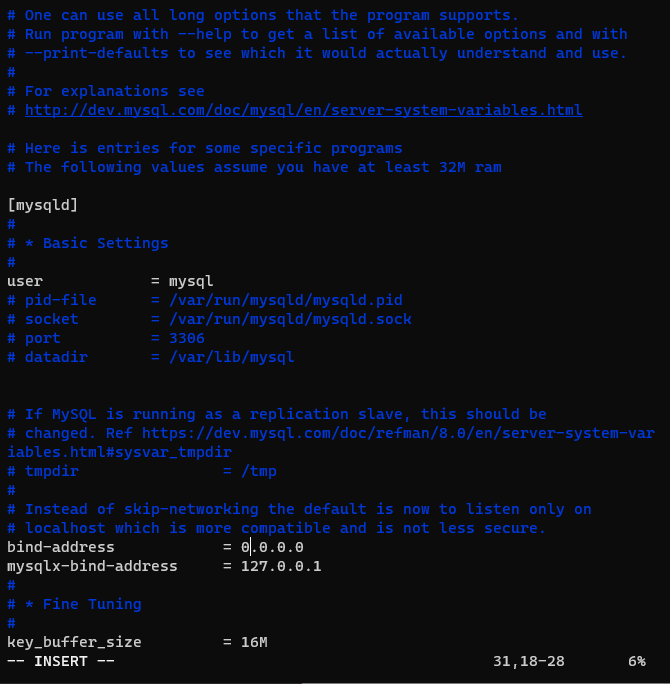 # One can use all long options that the program supports.
# Run program with --help to get a list of available options and with
# --print-defaults to see which it would actually understand and use.
#
# For explanations see
# http://dev.mysql.com/doc/mysql/en/server-system-variables.html
# Here is entries for some specific programs
# The following values assume you have at least 32M ram
[mysqld]
#
# * Basic Settings
#
user            = mysql
# pid-file      = /var/run/mysqld/mysqld.pid
# socket        = /var/run/mysqld/mysqld.sock
# port          = 3306
# datadir       = /var/lib/mysql
# If MySQL is running as a replication slave, this should be
# changed. Ref https://dev.mysql.com/doc/refman/8.0/en/server-system-var
iables.html#sysvar_tmpdir
# tmpdir                = /tmp
#
# Instead of skip-networking the default is now to listen only on
# localhost which is more compatible and is not less secure.
bind-address            = 0.0.0.0
mysqlx-bind-address     = 127.0.0.1
#
# * Fine Tuning
#
key_buffer_size         = 16M
-- INSERT --                                          31,18-28       6%